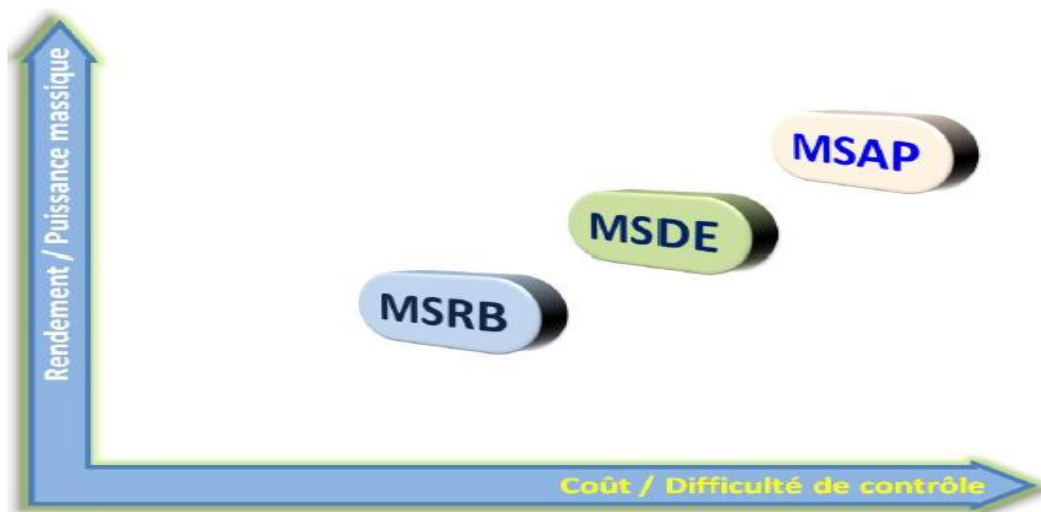 Rendement / Puissance massique
MSAP
MSDE
MSRB
Coût / Difficulté de contrôle